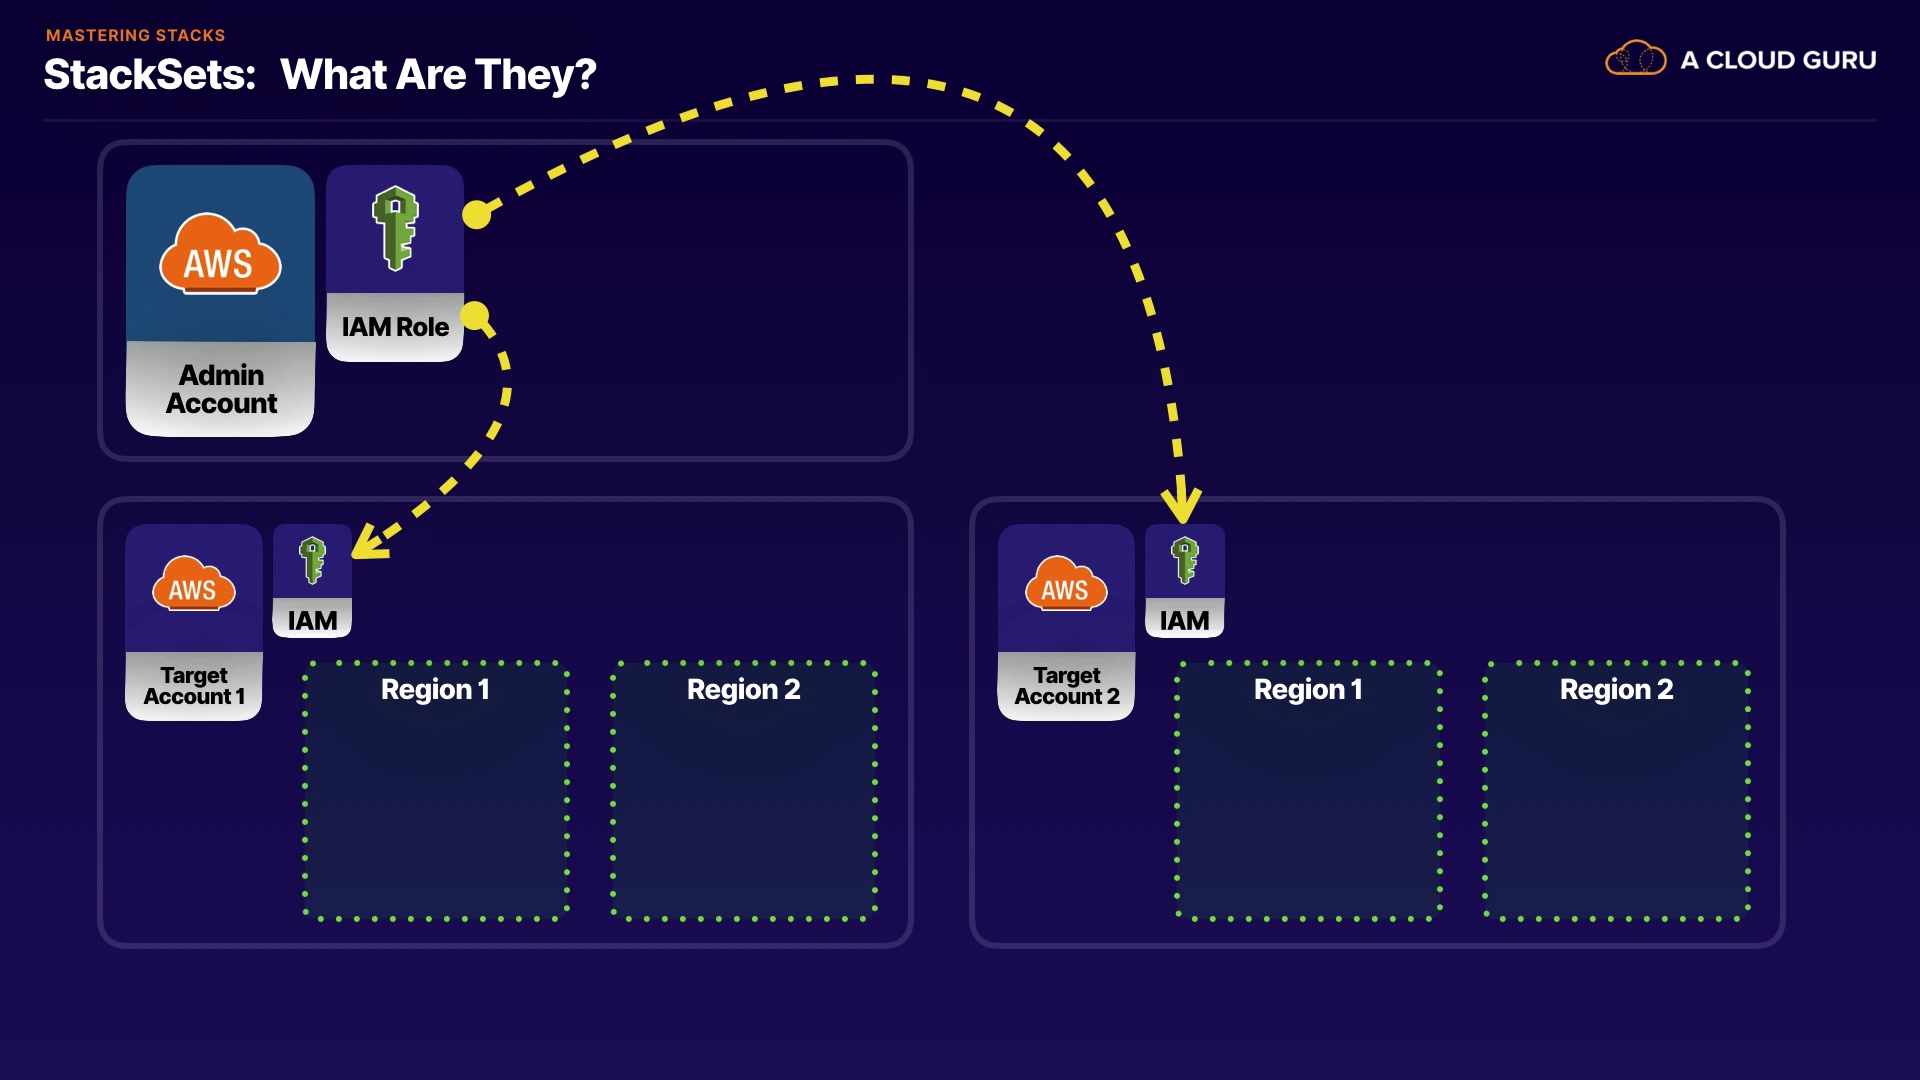 MASTERING STACKS
StackSets: What Are They?
A CLOUD GURU
AWS
IAM Role
Admin
Account
AWS
IAM
Target
Account 1
Region 1
Region 2
AWS
IAM
Target
Account 2
Region 1
Region 2